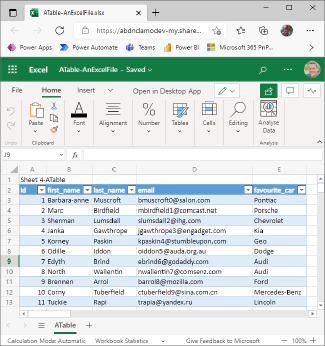 ATable-AnExcelFile.xlsx
https://abdndamodev-my.share...
Power Apps Power Automate Teams Power BI Microsoft 365 PnP...
Excel ATable-AnExcelFile - Saved
File Home Insert Open in Desktop App
Undo Paste Font Number Tables Cells Editing Analyse Data
Undo Clipboard Analysis
J9 fx
A B C D E
1 Sheet 4-ATable
2 Id first_name last_name email favourite_car
3 1 Barbara-anne Muscroft bmuscroft0@salon.com Pontiac
4 2 Marc Birdfield mbirdfield1@comcast.net Porsche
5 3 Sherman Lumsdall slumsdall2@ihg.com Chevrolet
6 4 Janka Gawthrope jgawthrope3@engadget.com Kia
7 5 Korney Paskin kpaskin4@stumbleupon.com Geo
8 6 Odille Iddon oiddon5@auda.org.au Dodge
9 7 Edyth Brind ebrind6@godaddy.com Audi
10 8 North Wallentin nwallentin7@comsenz.com Audi
11 9 Brennen Arrol barrol8@mozilla.com Ford
12 10 Corny Tuberfield ctuberfield9@sina.com.cn Mercedes-Benz
13 11 Tuckie Rapi trapia@yandex.ru Lincoln
ATable
Calculation Mode: Automatic Workbook Statistics Give Feedback to Microsoft 100%